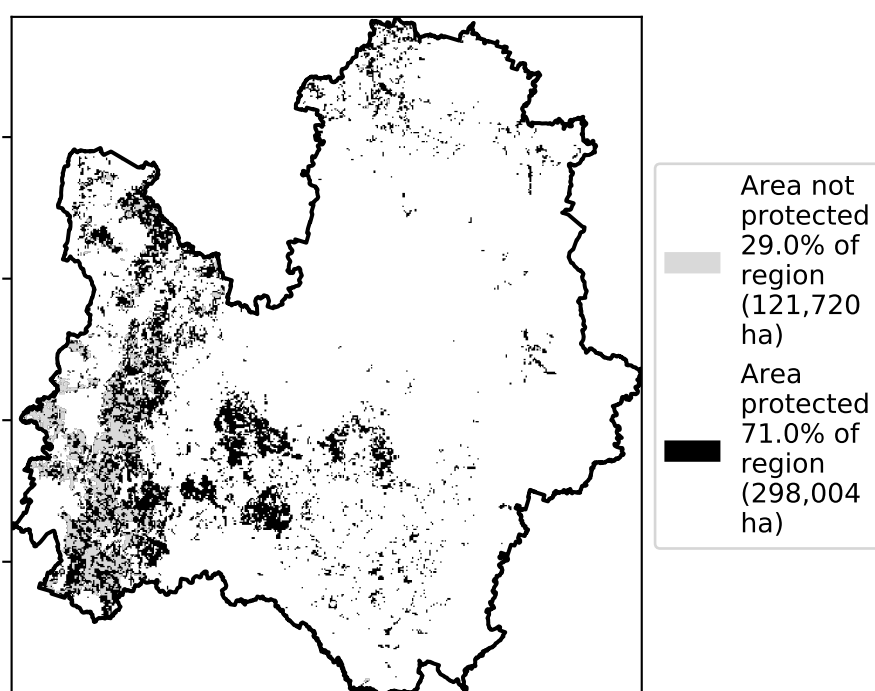 Area not
protected
29.0% of
region
(121,720
ha)
Area
protected
71.0% of
region
(298,004
ha)